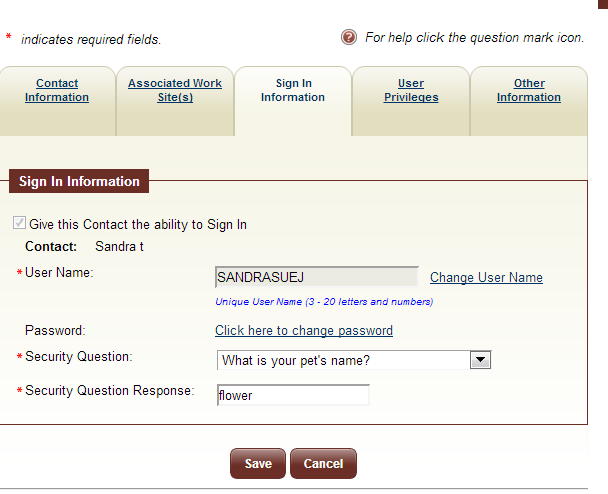 * indicates required fields.
? For help click the question mark icon.
Contact Information
Associated Work Site(s)
Sign In Information
User Privileges
Other Information
Sign In Information
Give this Contact the ability to Sign In
Contact: Sandra t
* User Name: SANDRASUEJ Change User Name
Unique User Name (3 - 20 letters and numbers)
Password: Click here to change password
* Security Question: What is your pet's name?
* Security Question Response: flower
Save Cancel